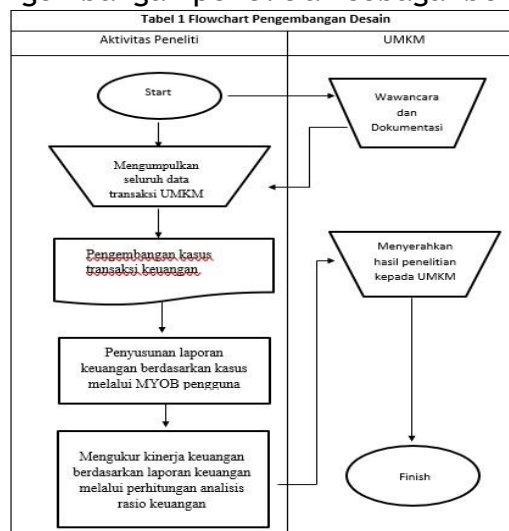 Tabel 1 Flowchart Pengembangan Desain
Aktivitas Peneliti
UMKM
Start
Wawancara
dan
Dokumentasi
Mengumpulkan
seluruh data
transaksi UMKM
Pengembangan kasus
transaksi keuangan
Menyerahkan
hasil penelitian
kepada UMKM
Penyusunan laporan
keuangan berdasarkan kasus
melalui MYOB pengguna
Mengukur kinerja keuangan
berdasarkan laporan keuangan
melalui perhitungan analisis
rasio keuangan
Finish